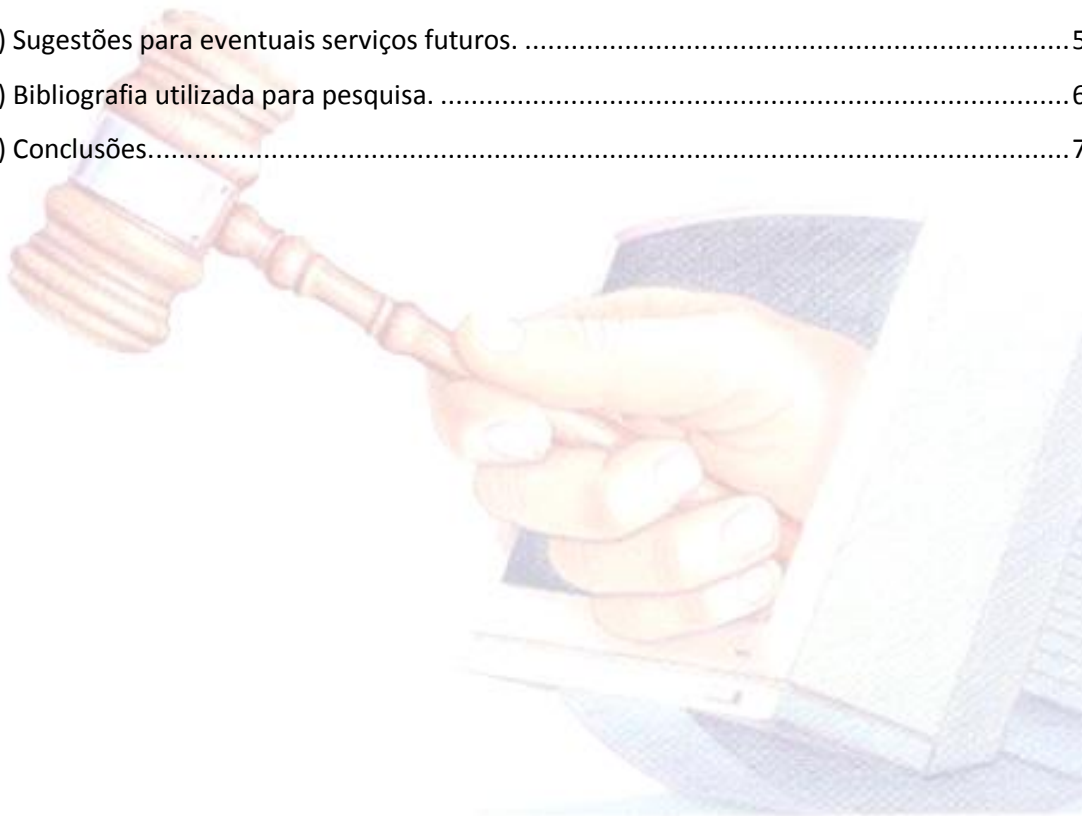 ) Sugestões para eventuais serviços futuros. ........................................................................................5
) Bibliografia utilizada para pesquisa. ....................................................................................................6
) Conclusões.............................................................................................................................................7